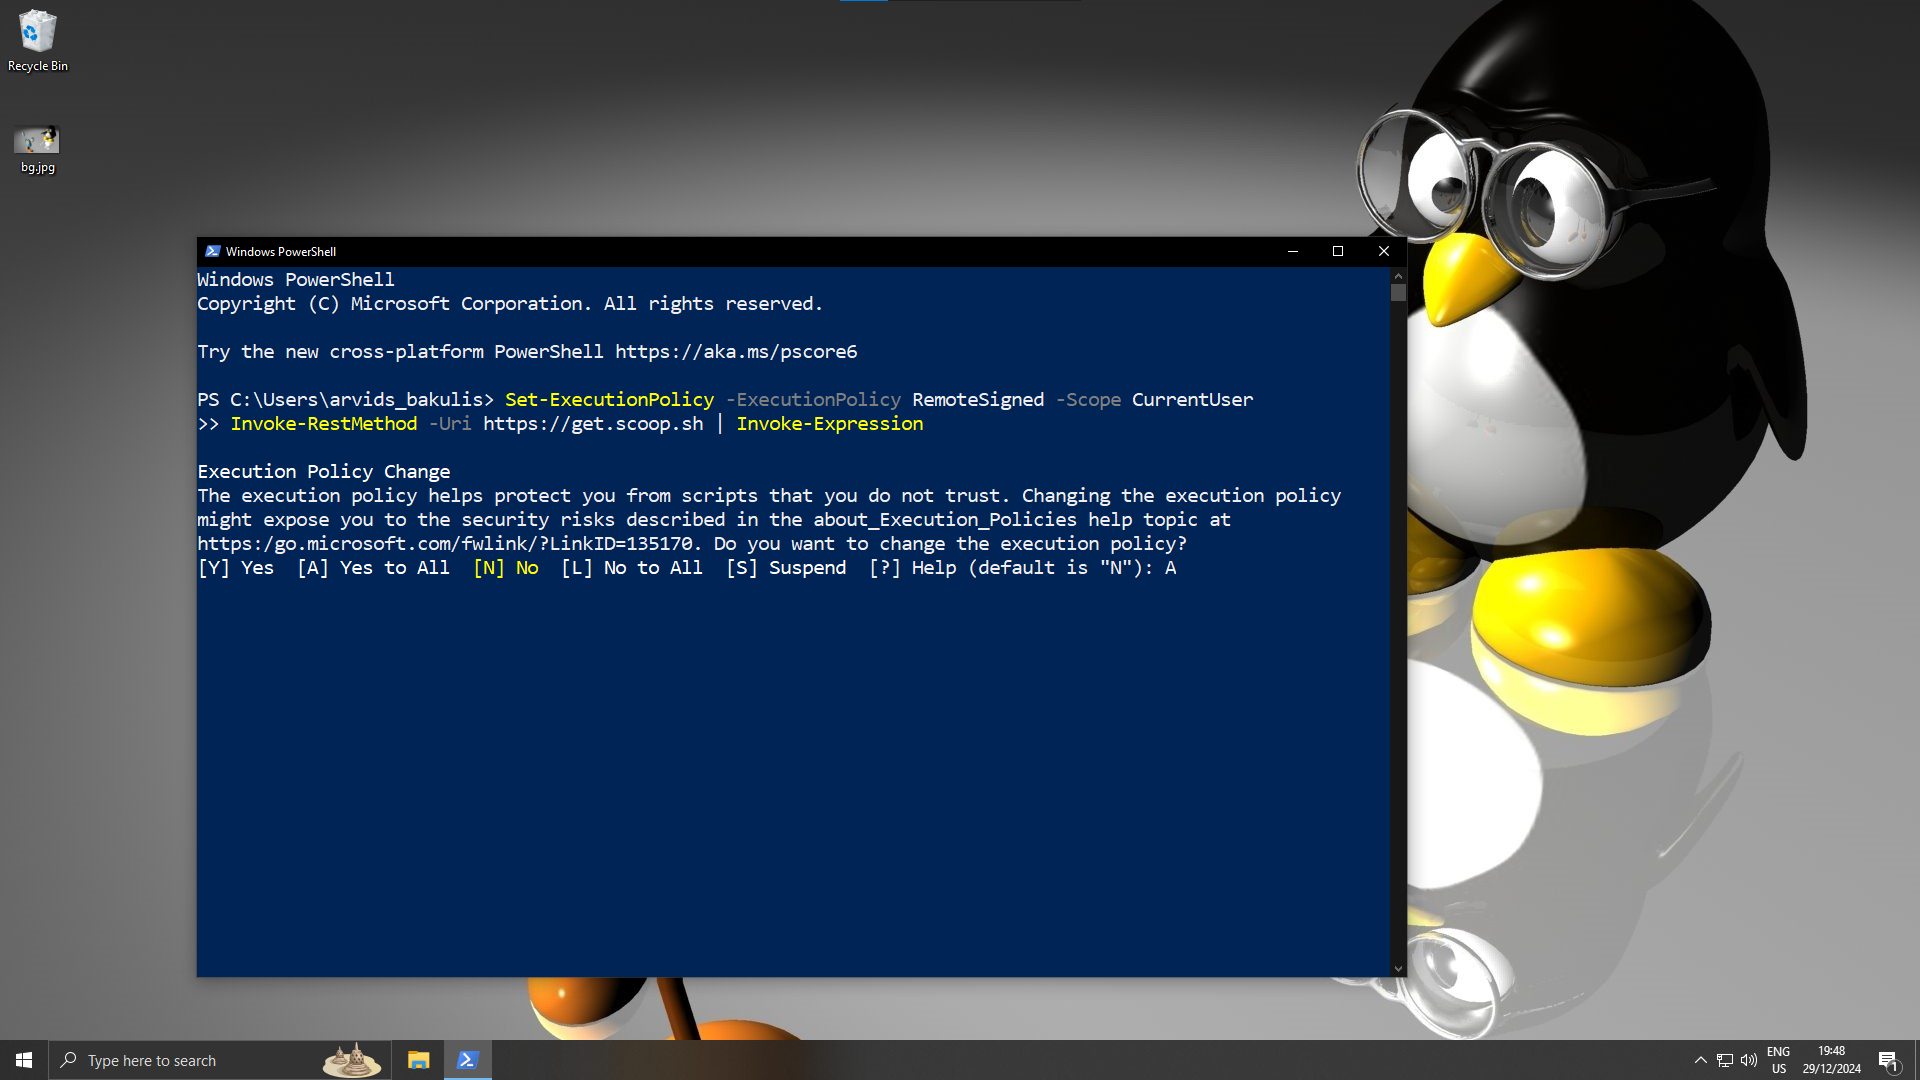 Recycle Bin
bg.jpg
Windows PowerShell
Windows PowerShell
Copyright (C) Microsoft Corporation. All rights reserved.
Try the new cross-platform PowerShell https://aka.ms/pscore6
PS C:\Users\arvids_bakulis> Set-ExecutionPolicy -ExecutionPolicy RemoteSigned -Scope CurrentUser
>> Invoke-RestMethod -Uri https://get.scoop.sh | Invoke-Expression
Execution Policy Change
The execution policy helps protect you from scripts that you do not trust. Changing the execution policy
might expose you to the security risks described in the about_Execution_Policies help topic at
https:/go.microsoft.com/fwlink/?LinkID=135170. Do you want to change the execution policy?
[Y] Yes  [A] Yes to All  [N] No  [L] No to All  [S] Suspend  [?] Help (default is "N"): A
Type here to search
ENG
US
19:48
29/12/2024
1